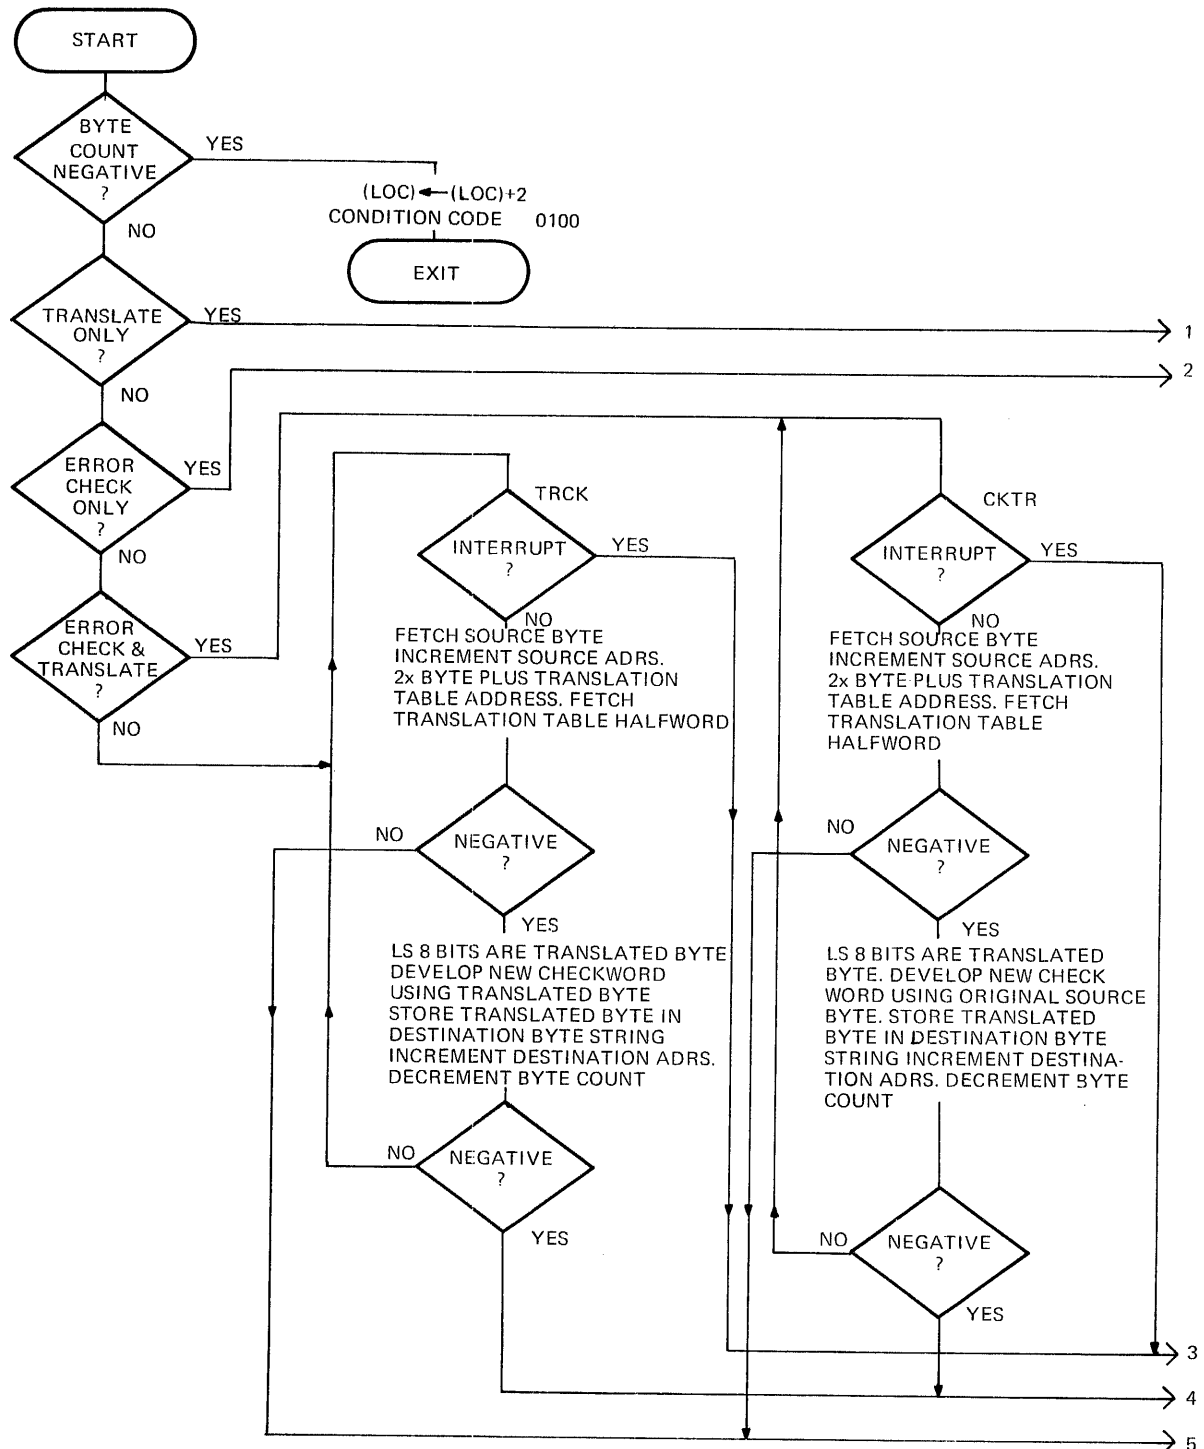 START
BYTE
COUNT
NEGATIVE
?
YES
NO
(LOC)←(LOC)+2
CONDITION CODE 0100
EXIT
TRANSLATE
ONLY
?
YES
1
NO
2
ERROR
CHECK
ONLY
?
YES
NO
ERROR
CHECK &
TRANSLATE
?
YES
NO
TRCK
INTERRUPT
?
YES
NO
FETCH SOURCE BYTE
INCREMENT SOURCE ADRS.
2x BYTE PLUS TRANSLATION
TABLE ADDRESS. FETCH
TRANSLATION TABLE HALFWORD
NO
NEGATIVE
?
YES
LS 8 BITS ARE TRANSLATED BYTE
DEVELOP NEW CHECKWORD
USING TRANSLATED BYTE
STORE TRANSLATED BYTE IN
DESTINATION BYTE STRING
INCREMENT DESTINATION ADRS.
DECREMENT BYTE COUNT
NO
NEGATIVE
?
YES
CKTR
INTERRUPT
?
YES
NO
FETCH SOURCE BYTE
INCREMENT SOURCE ADRS.
2x BYTE PLUS TRANSLATION
TABLE ADDRESS. FETCH
TRANSLATION TABLE
HALFWORD
NO
NEGATIVE
?
YES
LS 8 BITS ARE TRANSLATED
BYTE. DEVELOP NEW CHECK
WORD USING ORIGINAL SOURCE
BYTE. STORE TRANSLATED
BYTE IN DESTINATION BYTE
STRING INCREMENT DESTINA-
TION ADRS. DECREMENT BYTE
COUNT
NO
NEGATIVE
?
YES
3
4
5